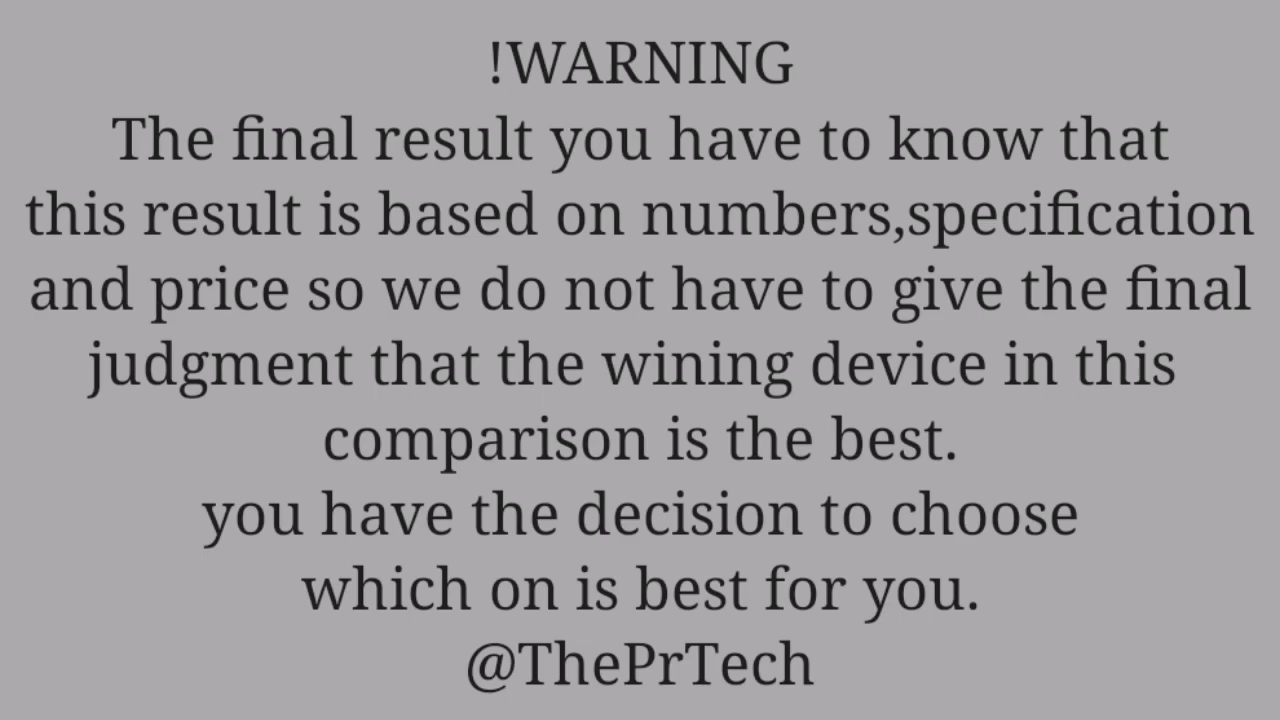 !WARNING
The final result you have to know that
this result is based on numbers,specification
and price so we do not have to give the final
judgment that the wining device in this
comparison is the best.
you have the decision to choose
which on is best for you.
@ThePrTech